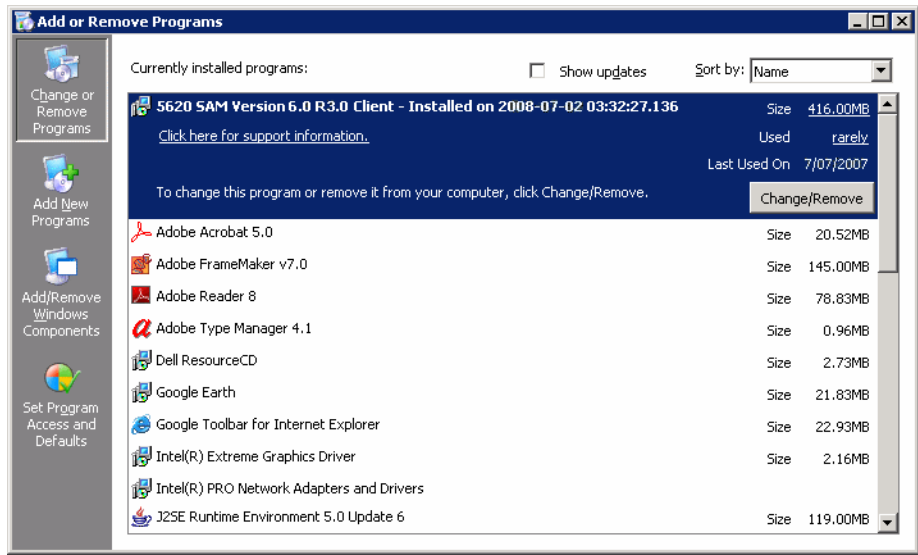 Add or Remove Programs
Change or
Remove
Programs
Add New
Programs
Add/Remove
Windows
Components
Set Program
Access and
Defaults
Currently installed programs:
Show updates
Sort by: Name
5620 SAM Version 6.0 R3.0 Client - Installed on 2008-07-02 03:32:27.136 Size 416.00MB
Click here for support information. Used rarely
Last Used On 7/07/2007
To change this program or remove it from your computer, click Change/Remove. Change/Remove
Adobe Acrobat 5.0 Size 20.52MB
Adobe FrameMaker v7.0 Size 145.00MB
Adobe Reader 8 Size 78.83MB
Adobe Type Manager 4.1 Size 0.96MB
Dell ResourceCD Size 2.73MB
Google Earth Size 21.83MB
Google Toolbar for Internet Explorer Size 22.93MB
Intel(R) Extreme Graphics Driver Size 2.16MB
Intel(R) PRO Network Adapters and Drivers
J2SE Runtime Environment 5.0 Update 6 Size 119.00MB